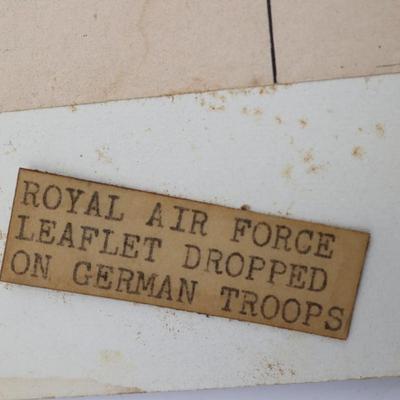 ROYAL AIR FORCE
LEAFLET DROPPED
ON GERMAN TROOPS